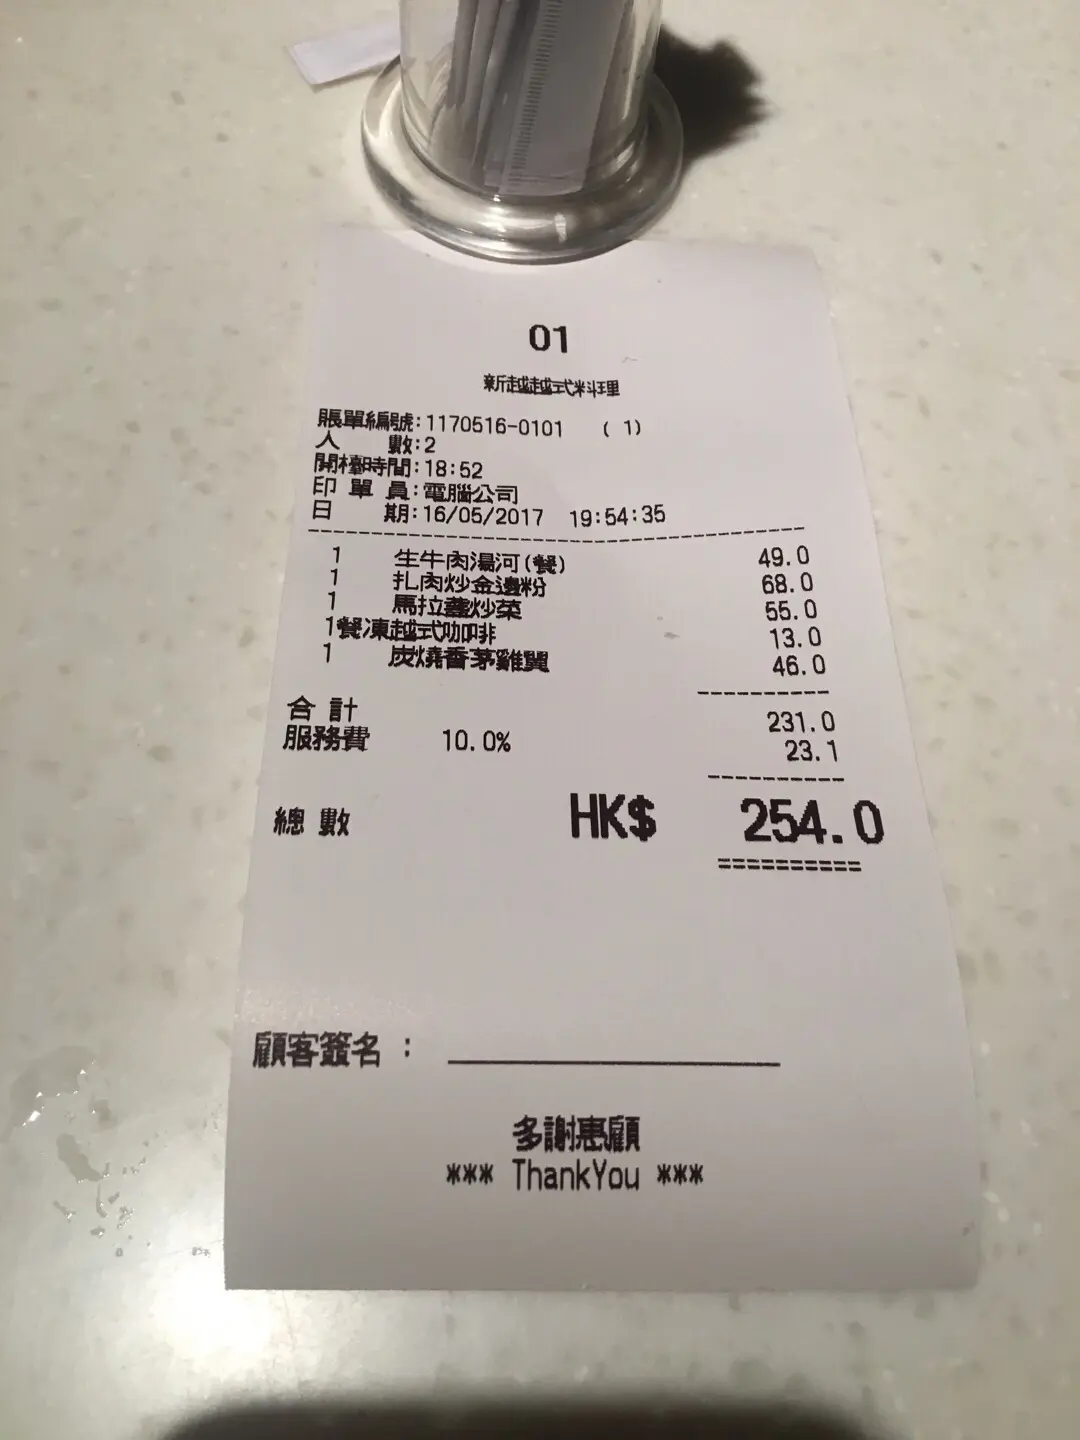 01
新越越式料理
賬單編號:1170516-0101 ( 1)
人 數:2
開檯時間:18:52
印 單 員:電腦公司
日 期:16/05/2017 19:54:35
1 生牛肉湯河(餐) 49.0
1 扎肉炒金邊粉 68.0
1 馬拉盞炒菜 55.0
1餐凍越式咖啡 13.0
1 炭燒香茅雞翼 46.0
合 計 231.0
服務費 10.0% 23.1
總 數 HK$ 254.0
==========
顧客簽名 :
多謝惠顧
*** ThankYou ***